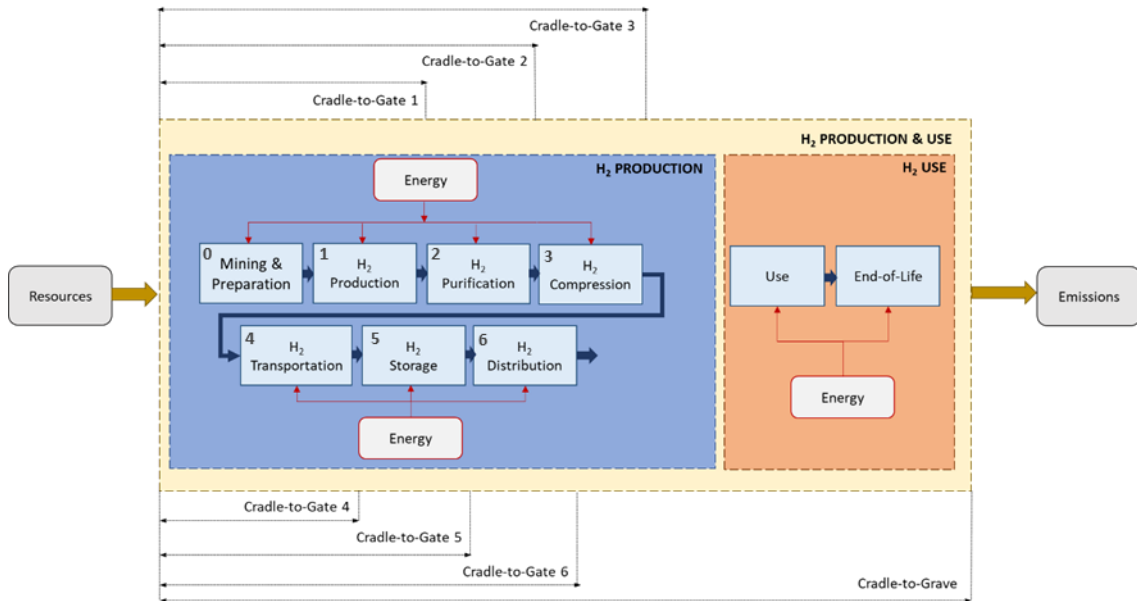 Cradle-to-Gate 3
Cradle-to-Gate 2
Cradle-to-Gate 1
H₂ PRODUCTION & USE
H₂ PRODUCTION
H₂ USE
Energy
0
Mining &
Preparation
1
H₂
Production
2
H₂
Purification
3
H₂
Compression
Resources
Use
End-of-Life
Emissions
4
H₂
Transportation
5
H₂
Storage
6
H₂
Distribution
Energy
Energy
Cradle-to-Gate 4
Cradle-to-Gate 5
Cradle-to-Gate 6
Cradle-to-Grave